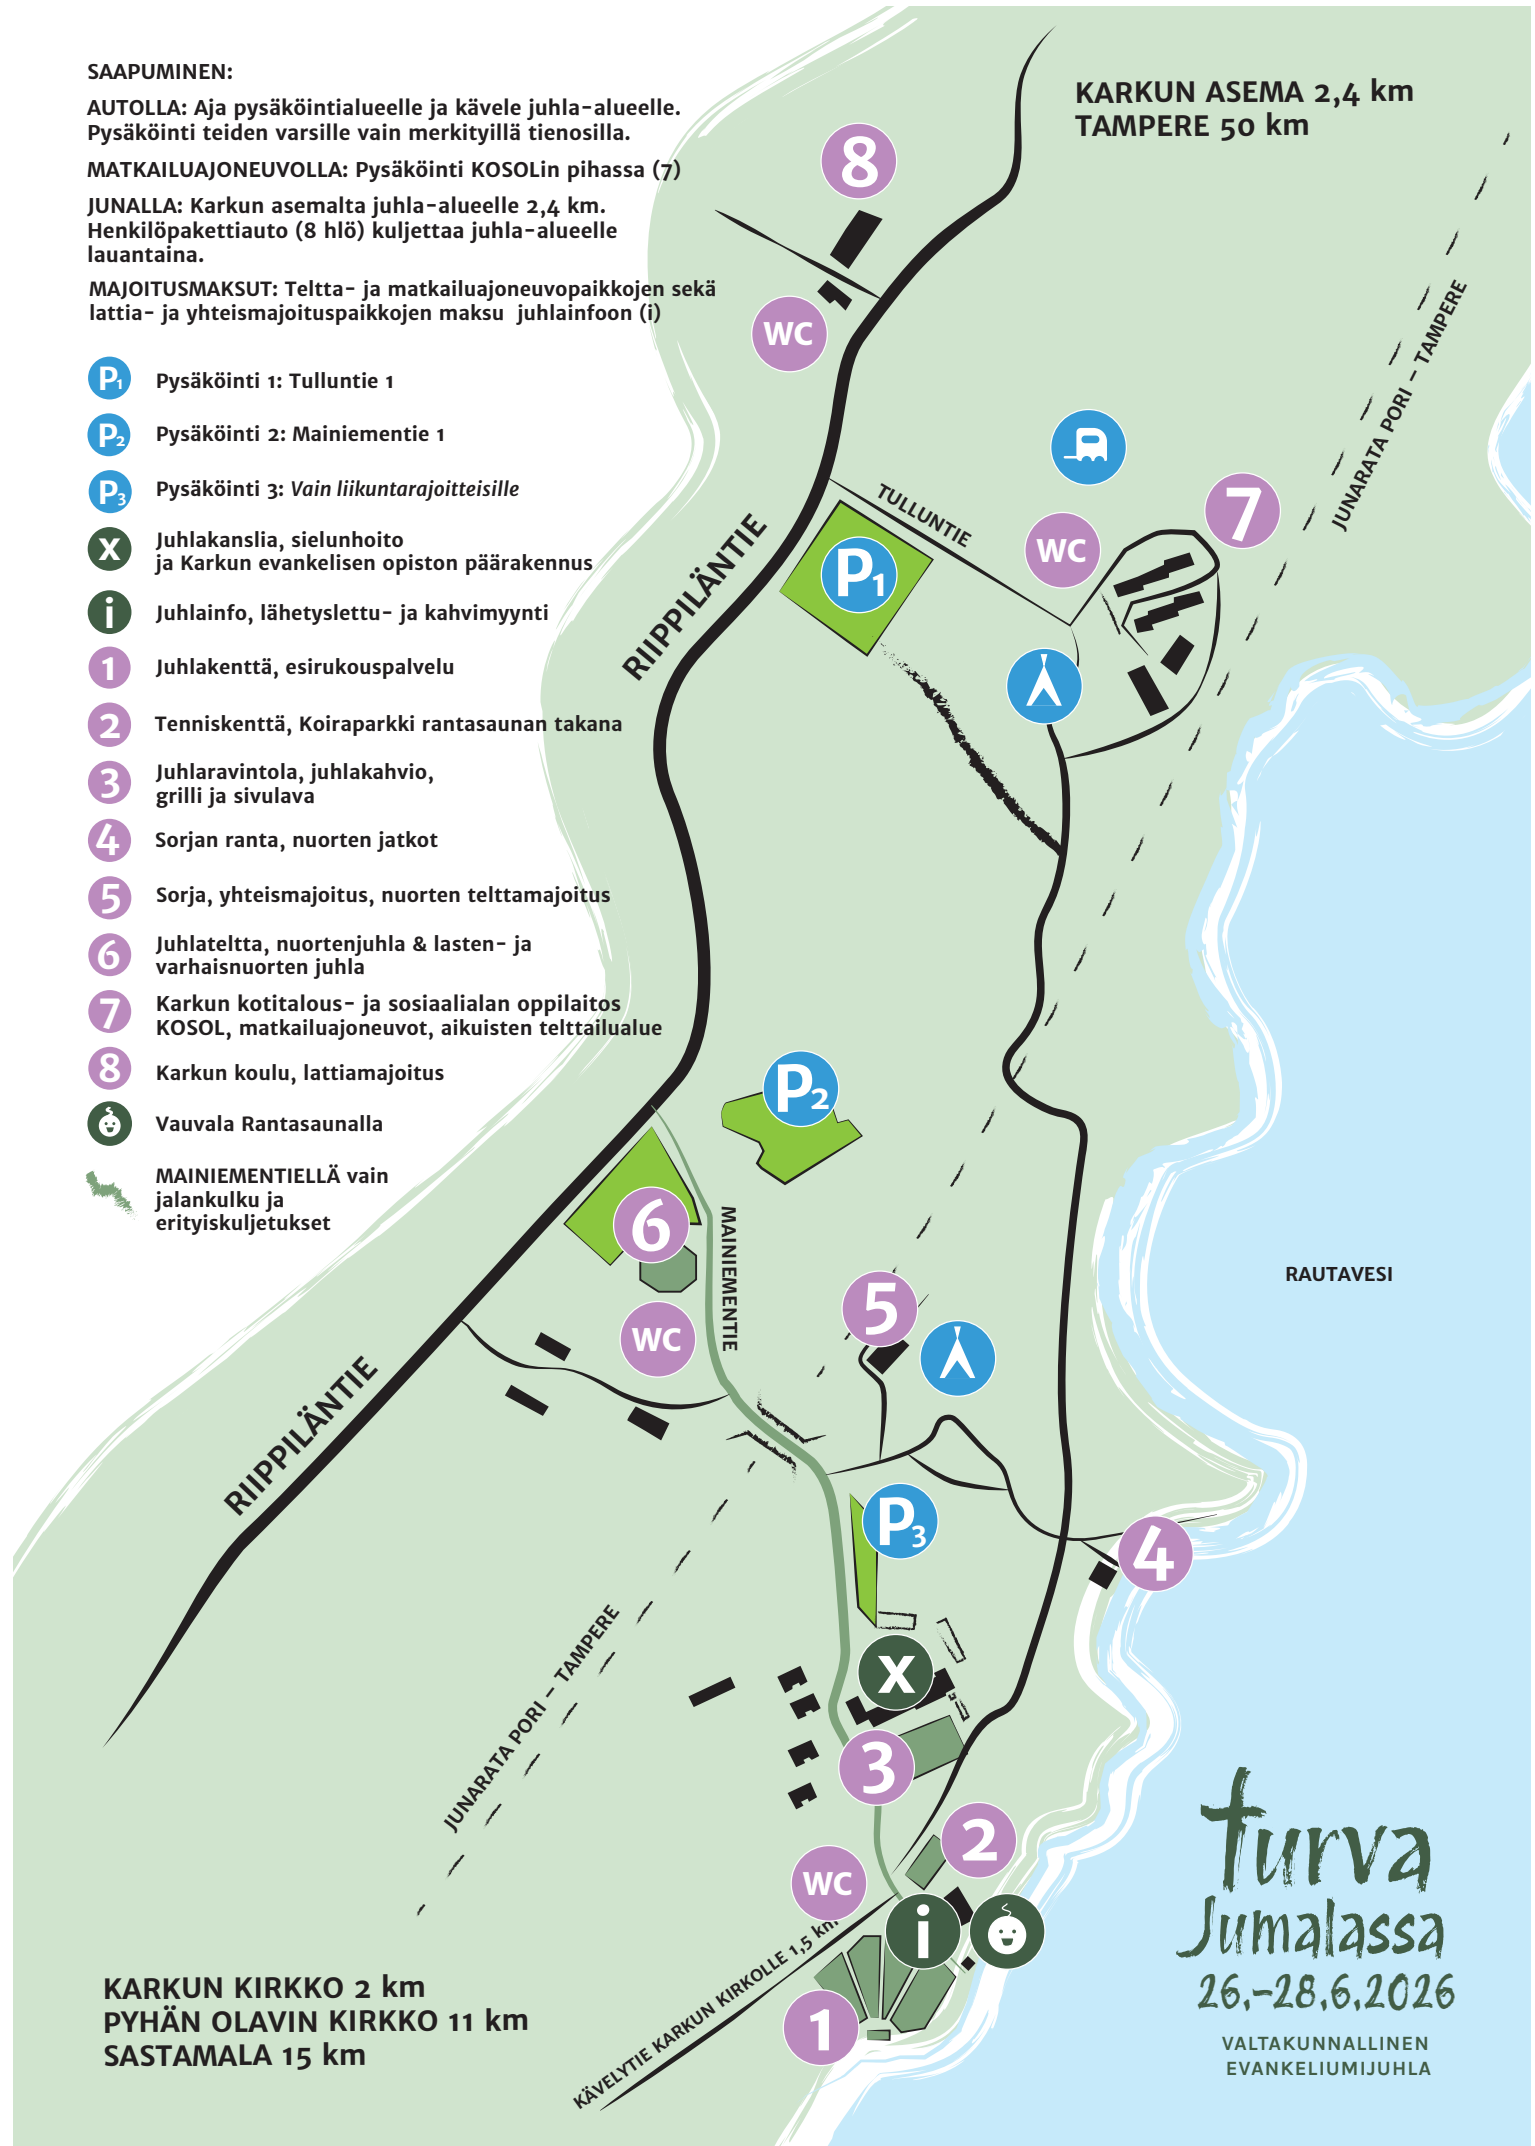 SAAPUMINEN:
AUTOLLA: Aja pysäköintialueelle ja kävele juhla-alueelle.
Pysäköinti teiden varsille vain merkityillä tienosilla.
MATKAILUAJONEUVOLLA: Pysäköinti KOSOLin pihassa (7)
JUNALLA: Karkun asemalta juhla-alueelle 2,4 km.
Henkilöpakettiauto (8 hlö) kuljettaa juhla-alueelle
lauantaina.
MAJOITUSMAKSUT: Teltta- ja matkailuajoneuvopaikkojen sekä
lattia- ja yhteismajoituspaikkojen maksu juhlainfoon (i)
P1 Pysäköinti 1: Tulluntie 1
P2 Pysäköinti 2: Mainiementie 1
P3 Pysäköinti 3: Vain liikuntarajoitteisille
X Juhlakanslia, sielunhoito
ja Karkun evankelisen opiston päärakennus
i Juhlainfo, lähetyslettu- ja kahvimyynti
1 Juhlakenttä, esirukouspalvelu
2 Tenniskenttä, Koiraparkki rantasaunan takana
3 Juhlaravintola, juhlakahvio,
grilli ja sivulava
4 Sorjan ranta, nuorten jatkot
5 Sorja, yhteismajoitus, nuorten telttamajoitus
6 Juhlateltta, nuortenjuhla & lasten- ja
varhaisnuorten juhla
7 Karkun kotitalous- ja sosiaalialan oppilaitos
KOSOL, matkailuajoneuvot, aikuisten telttailualue
8 Karkun koulu, lattiamajoitus
Vauvala Rantasaunalla
MAINIEMENTIELLÄ vain
jalankulku ja
erityiskuljetukset
KARKUN ASEMA 2,4 km
TAMPERE 50 km
8
WC
JUNARATA PORI – TAMPERE
7
TULLUNTIE
WC
P1
RIIPPILÄNTIE
P2
6
MAINIEMENTIE
WC
5
RAUTAVESI
RIIPPILÄNTIE
P3
4
JUNARATA PORI – TAMPERE
X
3
2
WC
i
KÄVELYTIE KARKUN KIRKOLLE 1,5 km
1
KARKUN KIRKKO 2 km
PYHÄN OLAVIN KIRKKO 11 km
SASTAMALA 15 km
Turva
Jumalassa
26.-28.6.2026
VALTAKUNNALLINEN
EVANKELIUMIJUHLA